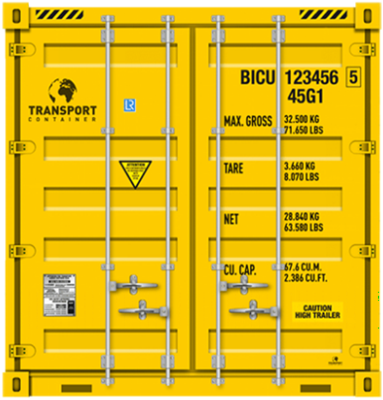 BICU 123456 5
45G1
TRANSPORT
CONTAINER
MAX. GROSS 32.500 KG
71.650 LBS
ATTENTION
TARE 3.660 KG
8.070 LBS
NET 28.840 KG
63.580 LBS
CU. CAP. 67.6 CU.M.
2.386 CU.FT.
CAUTION
HIGH TRAILER